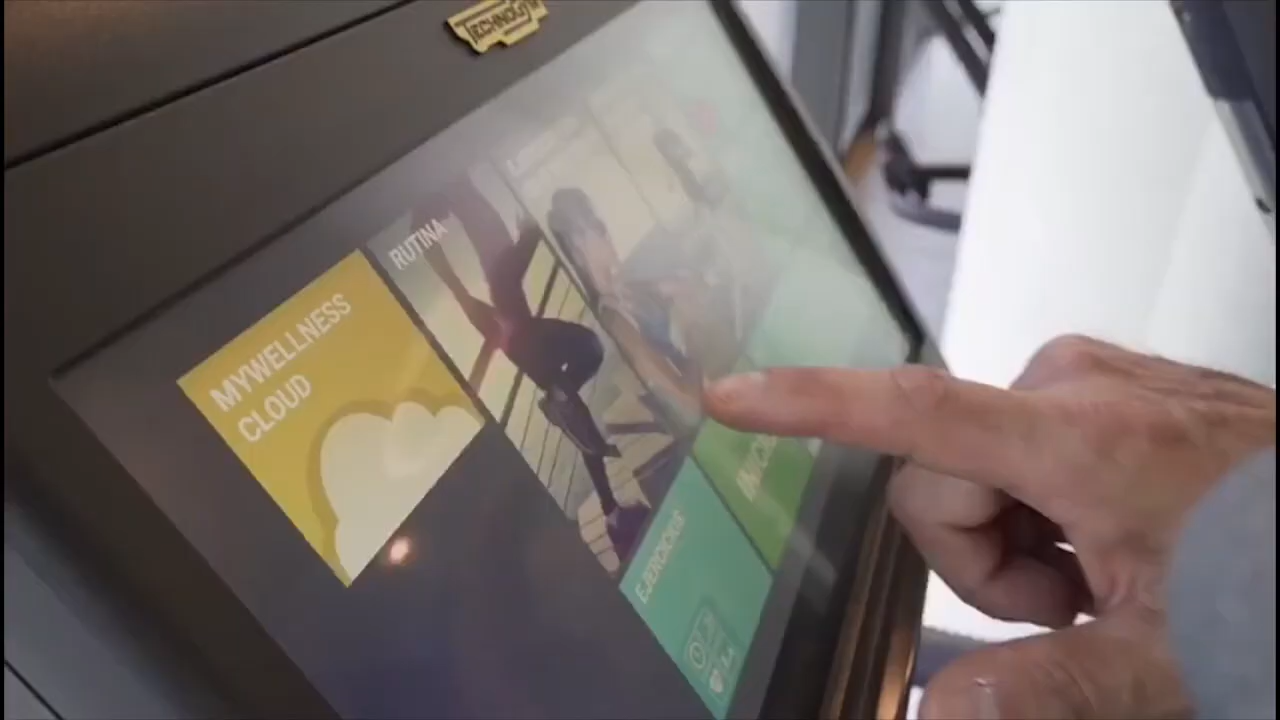 TECHNOGYM
MYWELLNESS
CLOUD
RUTINA
EJERCICIOS